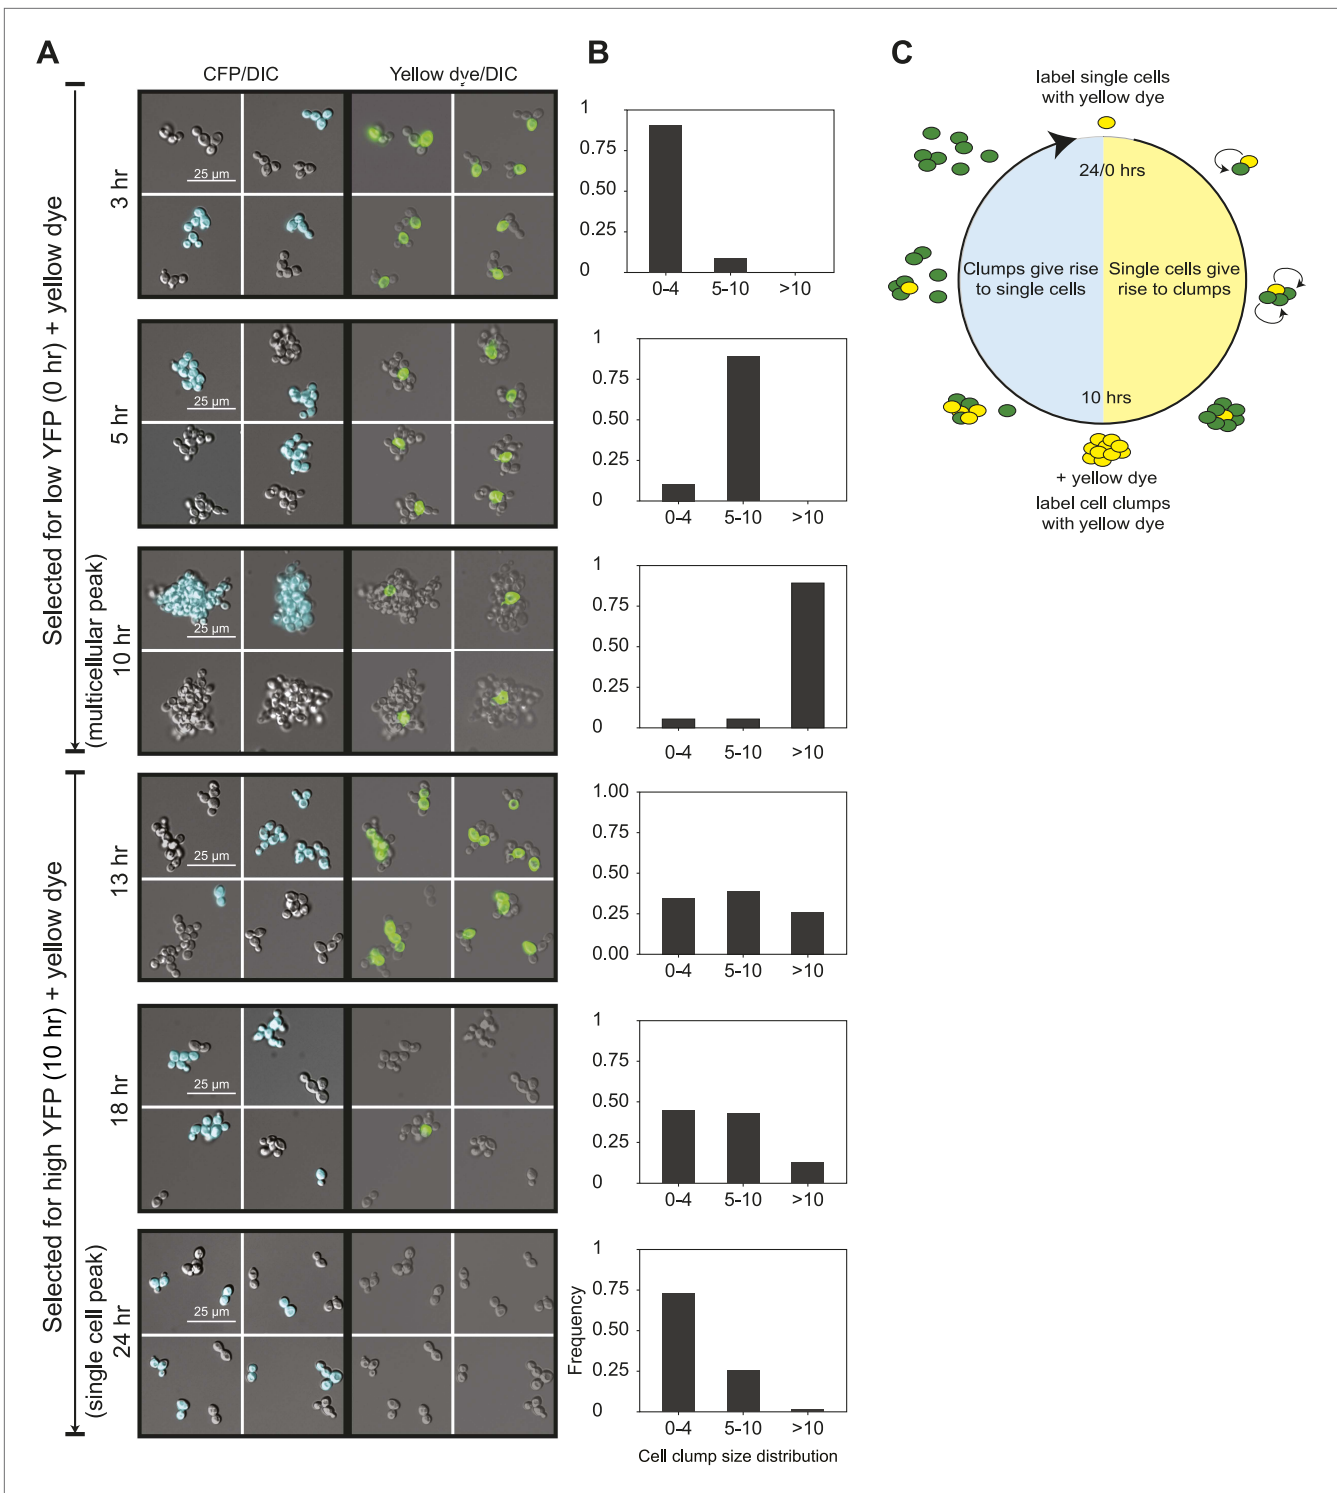 A
CFP/DIC
Yellow dye/DIC
Selected for low YFP (0 hr) + yellow dye
3 hr
25 µm
5 hr
25 µm
(multicellular peak)
10 hr
25 µm
Selected for high YFP (10 hr) + yellow dye
13 hr
25 µm
18 hr
25 µm
(single cell peak)
24 hr
25 µm
B
1
0.75
0.50
0.25
0
0-4 5-10 >10
1
0.75
0.50
0.25
0
0-4 5-10 >10
1
0.75
0.50
0.25
0
0-4 5-10 >10
1.00
0.75
0.50
0.25
0.00
0-4 5-10 >10
1
0.75
0.50
0.25
0
0-4 5-10 >10
Frequency
1
0.75
0.50
0.25
0
0-4 5-10 >10
Cell clump size distribution
C
label single cells
with yellow dye
24/0 hrs
Clumps give rise
to single cells
Single cells give
rise to clumps
10 hrs
+ yellow dye
label cell clumps
with yellow dye